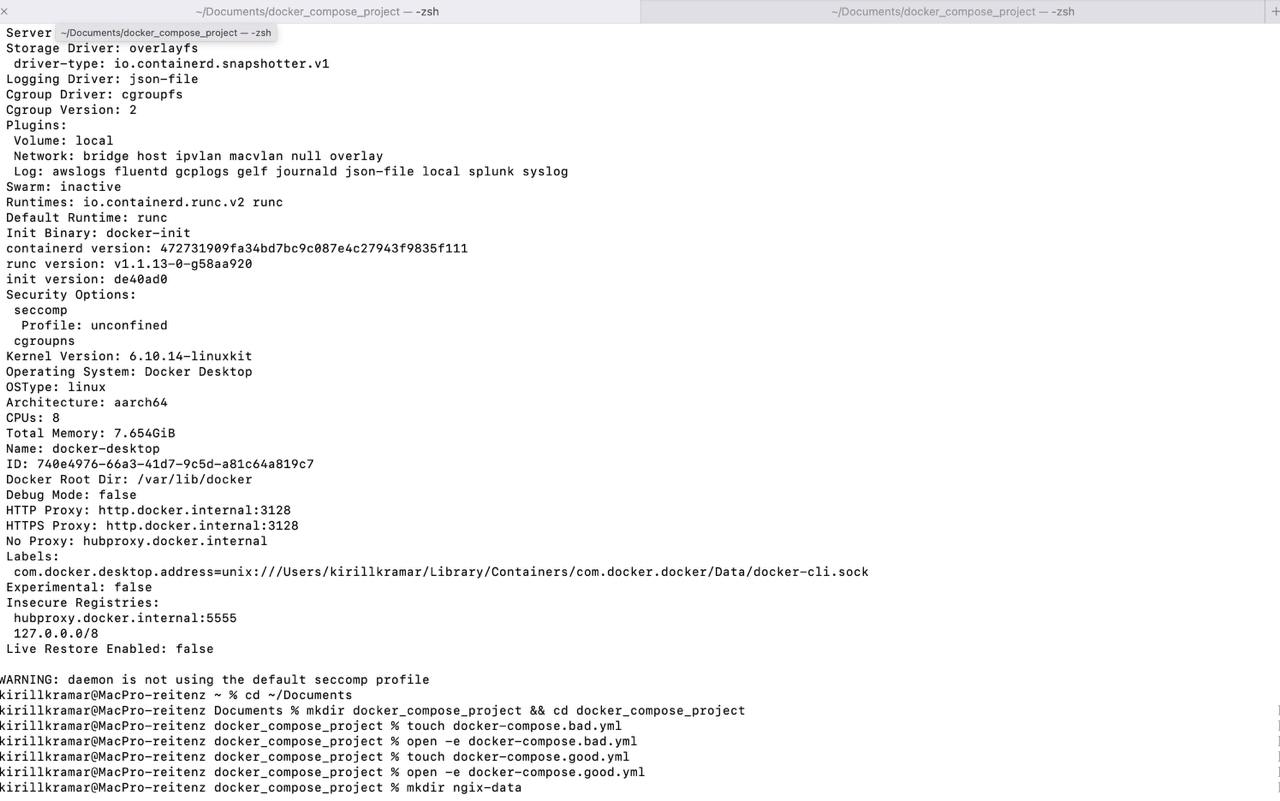 ~/Documents/docker_compose_project — -zsh
~/Documents/docker_compose_project — -zsh
Server
~/Documents/docker_compose_project — -zsh
Storage Driver: overlayfs
driver-type: io.containerd.snapshotter.v1
Logging Driver: json-file
Cgroup Driver: cgroupfs
Cgroup Version: 2
Plugins:
Volume: local
Network: bridge host ipvlan macvlan null overlay
Log: awslogs fluentd gcplogs gelf journald json-file local splunk syslog
Swarm: inactive
Runtimes: io.containerd.runc.v2 runc
Default Runtime: runc
Init Binary: docker-init
containerd version: 472731909fa34bd7bc9c087e4c27943f9835f111
runc version: v1.1.13-0-g58aa920
init version: de40ad0
Security Options:
seccomp
Profile: unconfined
cgroupns
Kernel Version: 6.10.14-linuxkit
Operating System: Docker Desktop
OSType: linux
Architecture: aarch64
CPUs: 8
Total Memory: 7.654GiB
Name: docker-desktop
ID: 740e4976-66a3-41d7-9c5d-a81c64a819c7
Docker Root Dir: /var/lib/docker
Debug Mode: false
HTTP Proxy: http.docker.internal:3128
HTTPS Proxy: http.docker.internal:3128
No Proxy: hubproxy.docker.internal
Labels:
com.docker.desktop.address=unix:///Users/kirillkramar/Library/Containers/com.docker.docker/Data/docker-cli.sock
Experimental: false
Insecure Registries:
hubproxy.docker.internal:5555
127.0.0.0/8
Live Restore Enabled: false
WARNING: daemon is not using the default seccomp profile
kirillkramar@MacPro-reitenz ~ % cd ~/Documents
kirillkramar@MacPro-reitenz Documents % mkdir docker_compose_project && cd docker_compose_project
kirillkramar@MacPro-reitenz docker_compose_project % touch docker-compose.bad.yml
kirillkramar@MacPro-reitenz docker_compose_project % open -e docker-compose.bad.yml
kirillkramar@MacPro-reitenz docker_compose_project % touch docker-compose.good.yml
kirillkramar@MacPro-reitenz docker_compose_project % open -e docker-compose.good.yml
kirillkramar@MacPro-reitenz docker_compose_project % mkdir ngix-data